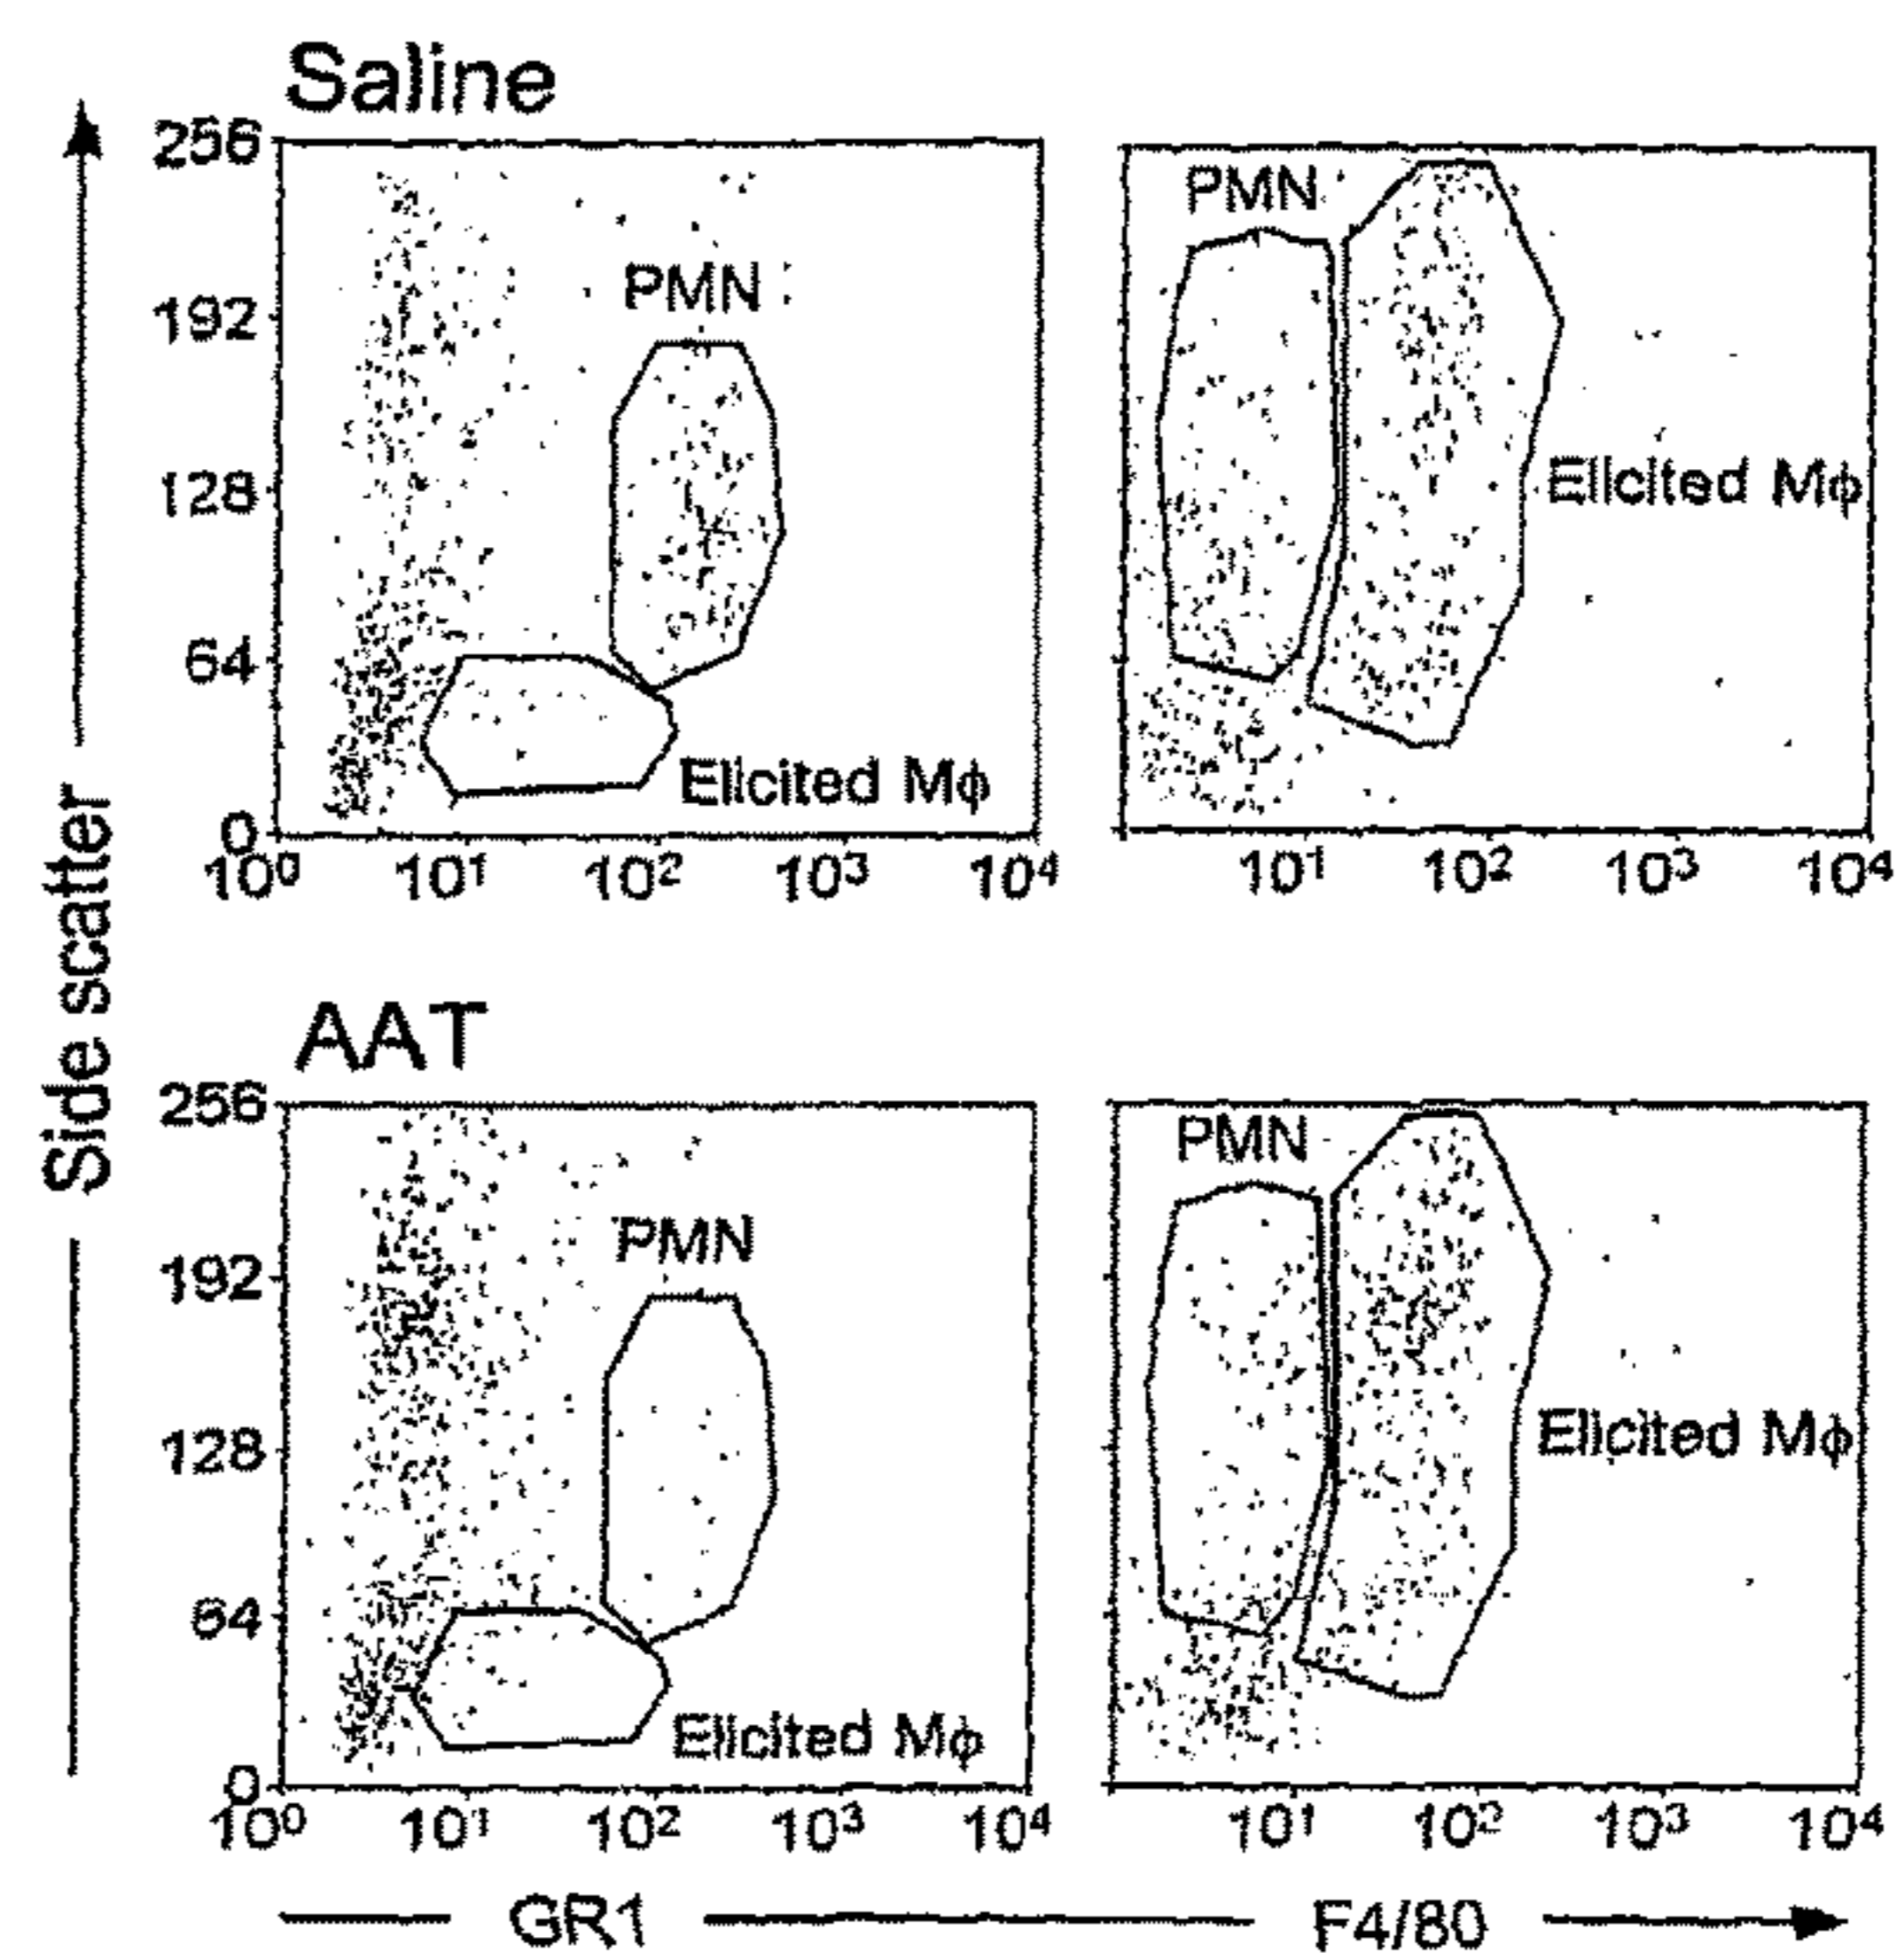 Saline
256
192
128
64
0
PMN
Elicited Mϕ
10⁰ 10¹ 10² 10³ 10⁴
PMN
Elicited Mϕ
10¹ 10² 10³ 10⁴
Side scatter
AAT
256
192
128
64
0
PMN
Elicited Mϕ
10⁰ 10¹ 10² 10³ 10⁴
PMN
Elicited Mϕ
10¹ 10² 10³ 10⁴
GR1 F4/80